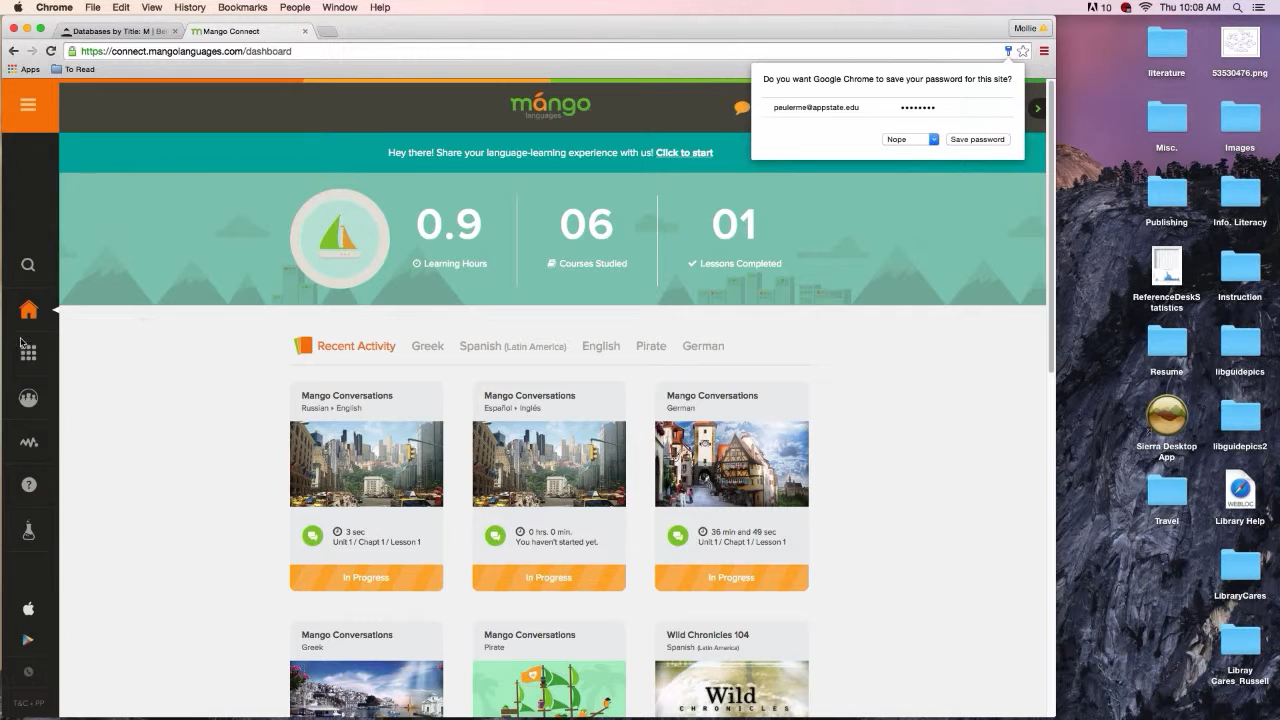 Chrome File Edit View History Bookmarks People Window Help
10 Thu 10:08 AM
Databases by Title: M | Be
Mango Connect
Mollie
https://connect.mangolanguages.com/dashboard
Apps To Read
Do you want Google Chrome to save your password for this site?
peulerme@appstate.edu ••••••••
Nope Save password
mángo
languages
Hey there! Share your language-learning experience with us! Click to start
0.9 06 01
Learning Hours Courses Studied Lessons Completed
Recent Activity Greek Spanish (Latin America) English Pirate German
Mango Conversations
Russian English
3 sec
Unit 1 / Chapt 1 / Lesson 1
In Progress
Mango Conversations
Español Inglés
0 hrs. 0 min.
You haven't started yet.
In Progress
Mango Conversations
German
36 min and 49 sec
Unit 1 / Chapt 1 / Lesson 1
In Progress
Mango Conversations
Greek
Mango Conversations
Pirate
Wild Chronicles 104
Spanish (Latin America)
Wild
CHRONICLES
T&C • PP
literature
53530476.png
Misc.
Images
Publishing
Info. Literacy
ReferenceDeskS
tatistics
Instruction
Resume
libguidepics
Sierra Desktop
App
libguidepics2
WEBLOC
Travel
Library Help
LibraryCares
Libray
Cares_Russell